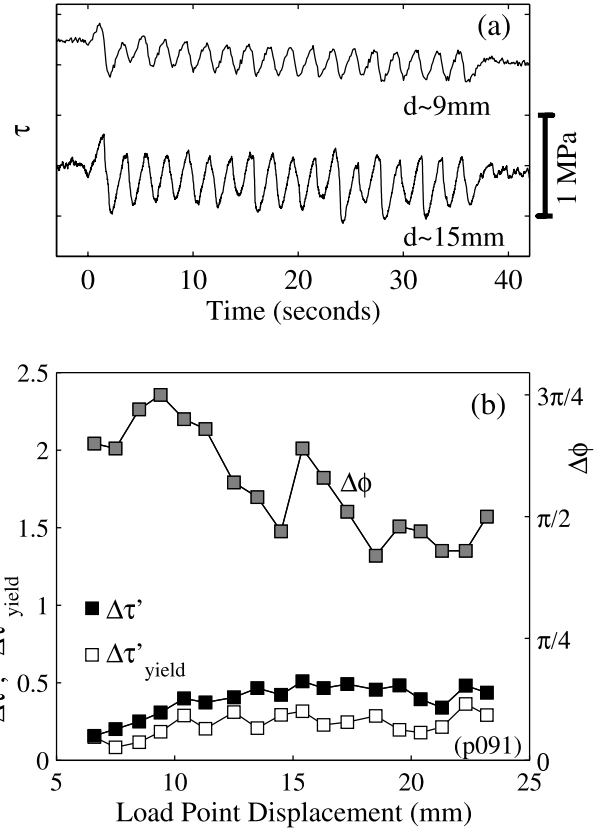 (a)
d~9mm
τ
1 MPa
d~15mm
0 10 20 30 40
Time (seconds)
2.5
(b)
3π/4
2
Δϕ
Δϕ
1.5
π/2
1
Δτ’
Δτ’yield
π/4
0.5
(p091)
0
0
5 10 15 20 25
Load Point Displacement (mm)
yield